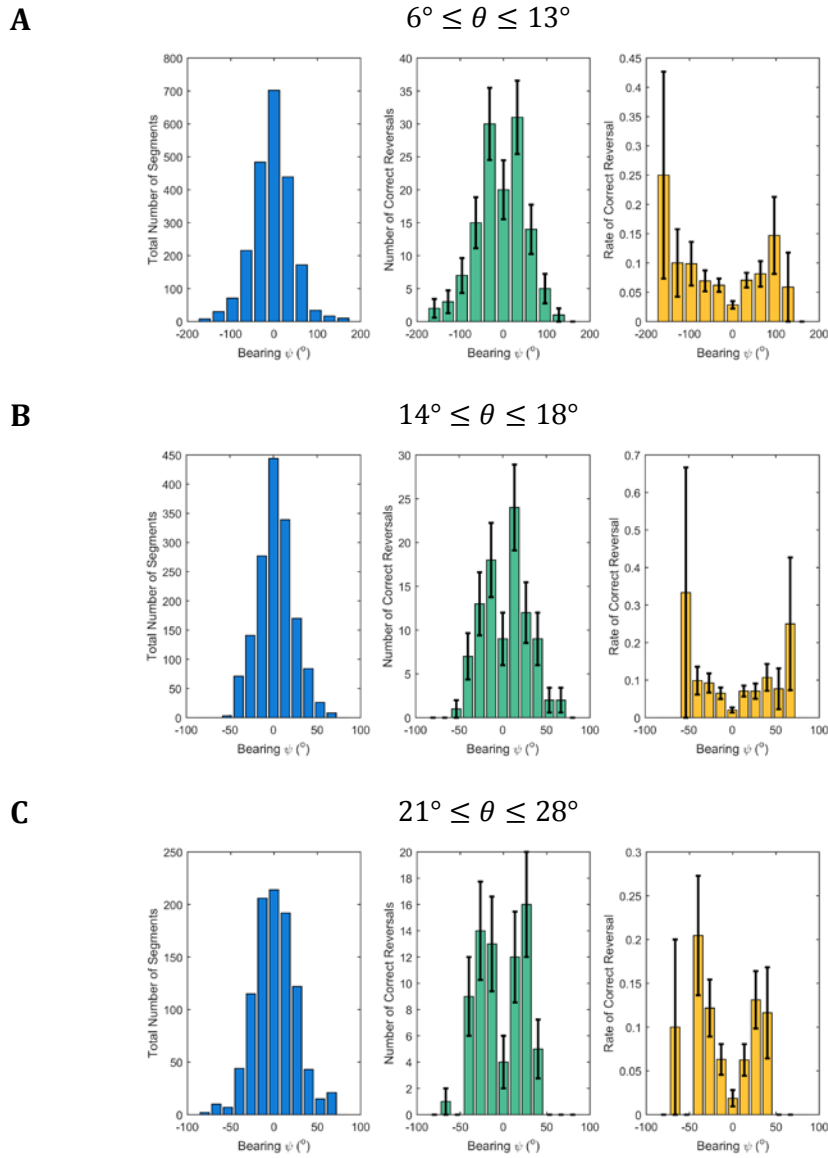 A
6° ≤ θ ≤ 13°
Total Number of Segments
800
700
600
500
400
300
200
100
0
-200 -100 0 100 200
Bearing ψ (°)
Number of Correct Reversals
40
35
30
25
20
15
10
5
0
-200 -100 0 100 200
Bearing ψ (°)
Rate of Correct Reversal
0.45
0.4
0.35
0.3
0.25
0.2
0.15
0.1
0.05
0
-200 -100 0 100 200
Bearing ψ (°)
B
14° ≤ θ ≤ 18°
Total Number of Segments
450
400
350
300
250
200
150
100
50
0
-100 -50 0 50 100
Bearing ψ (°)
Number of Correct Reversals
30
25
20
15
10
5
0
-100 -50 0 50 100
Bearing ψ (°)
Rate of Correct Reversal
0.7
0.6
0.5
0.4
0.3
0.2
0.1
0
-100 -50 0 50 100
Bearing ψ (°)
C
21° ≤ θ ≤ 28°
Total Number of Segments
250
200
150
100
50
0
-100 -50 0 50 100
Bearing ψ (°)
Number of Correct Reversals
20
18
16
14
12
10
8
6
4
2
0
-100 -50 0 50 100
Bearing ψ (°)
Rate of Correct Reversal
0.3
0.25
0.2
0.15
0.1
0.05
0
-100 -50 0 50 100
Bearing ψ (°)